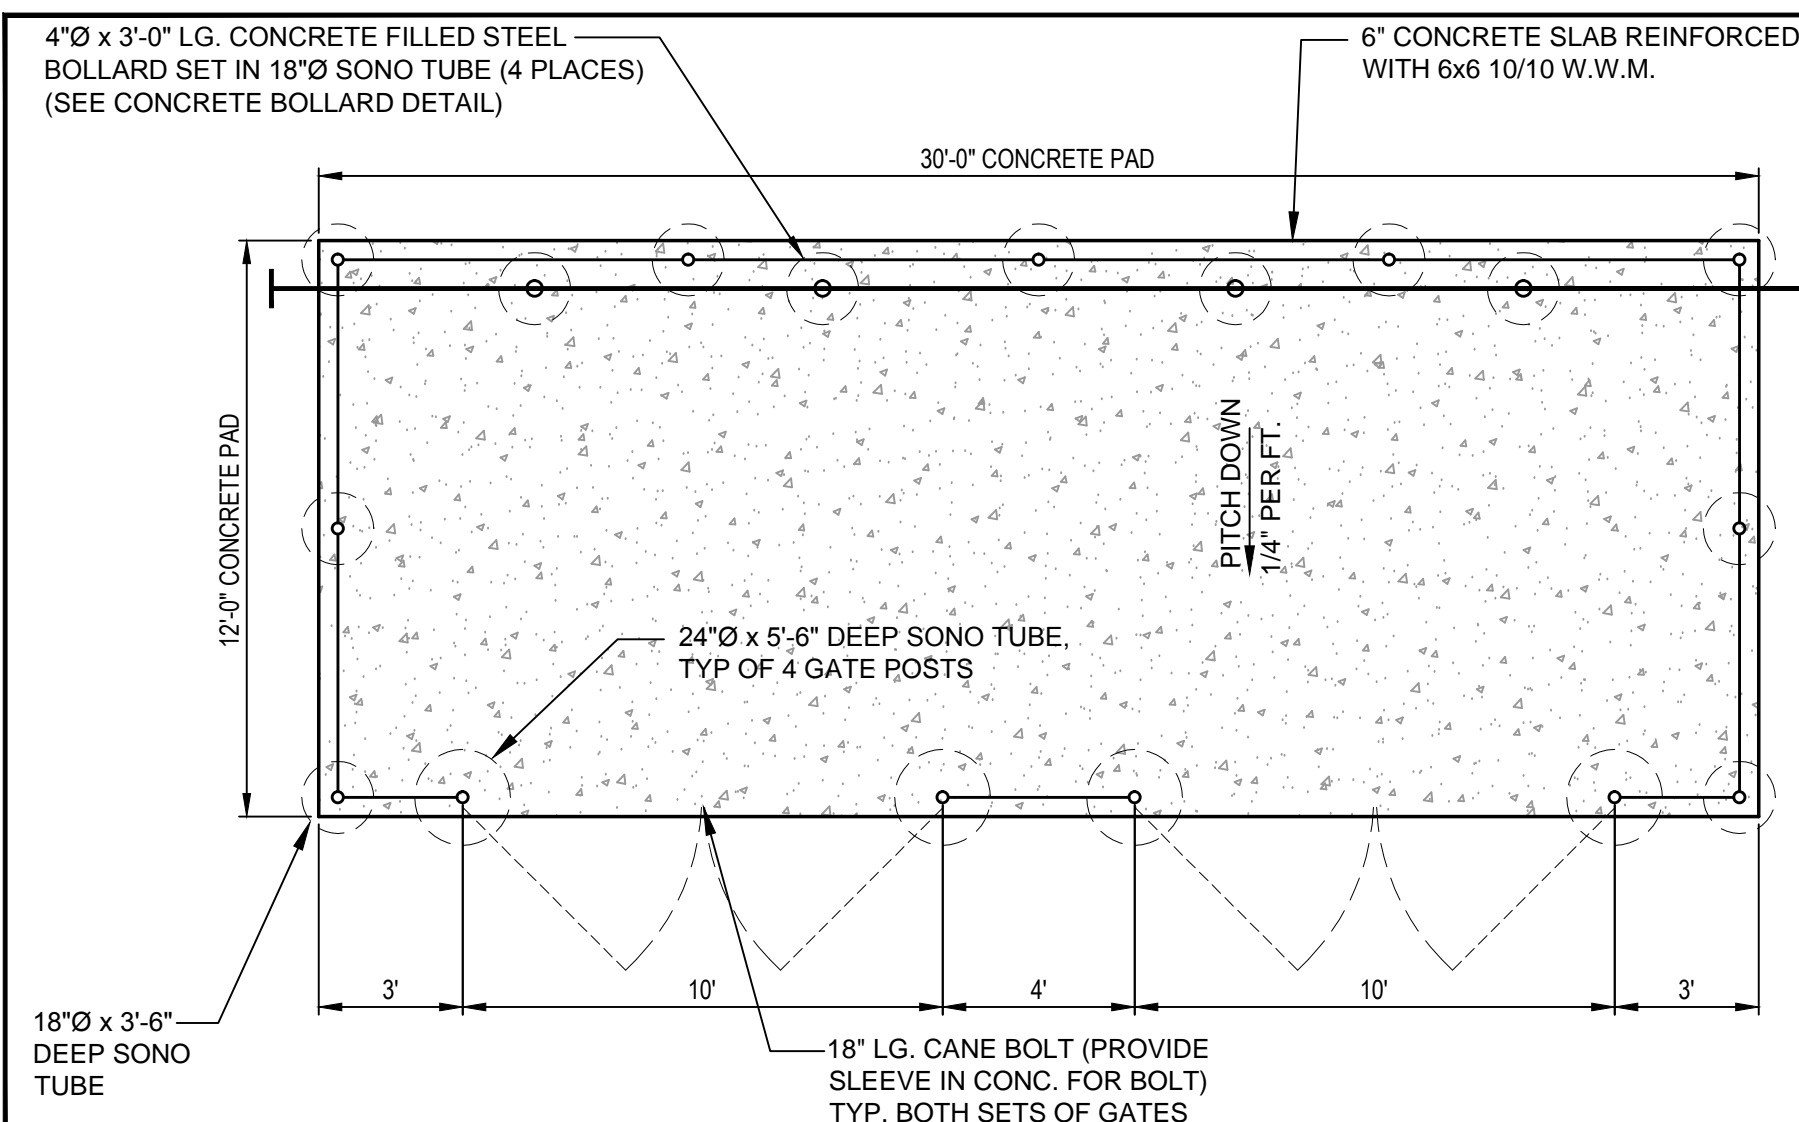 4"Ø x 3'-0" LG. CONCRETE FILLED STEEL
BOLLARD SET IN 18"Ø SONO TUBE (4 PLACES)
(SEE CONCRETE BOLLARD DETAIL)
6" CONCRETE SLAB REINFORCED
WITH 6x6 10/10 W.W.M.
30'-0" CONCRETE PAD
12'-0" CONCRETE PAD
PITCH DOWN
1/4" PER FT.
24"Ø x 5'-6" DEEP SONO TUBE,
TYP OF 4 GATE POSTS
3'
10'
4'
10'
3'
18"Ø x 3'-6"
DEEP SONO
TUBE
18" LG. CANE BOLT (PROVIDE
SLEEVE IN CONC. FOR BOLT)
TYP. BOTH SETS OF GATES